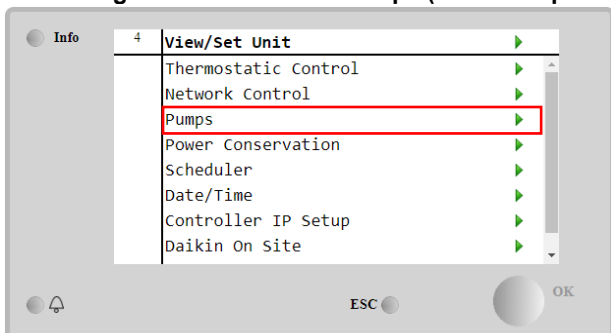 Info
4 View/Set Unit
Thermostatic Control
Network Control
Pumps
Power Conservation
Scheduler
Date/Time
Controller IP Setup
Daikin On Site
ESC
OK